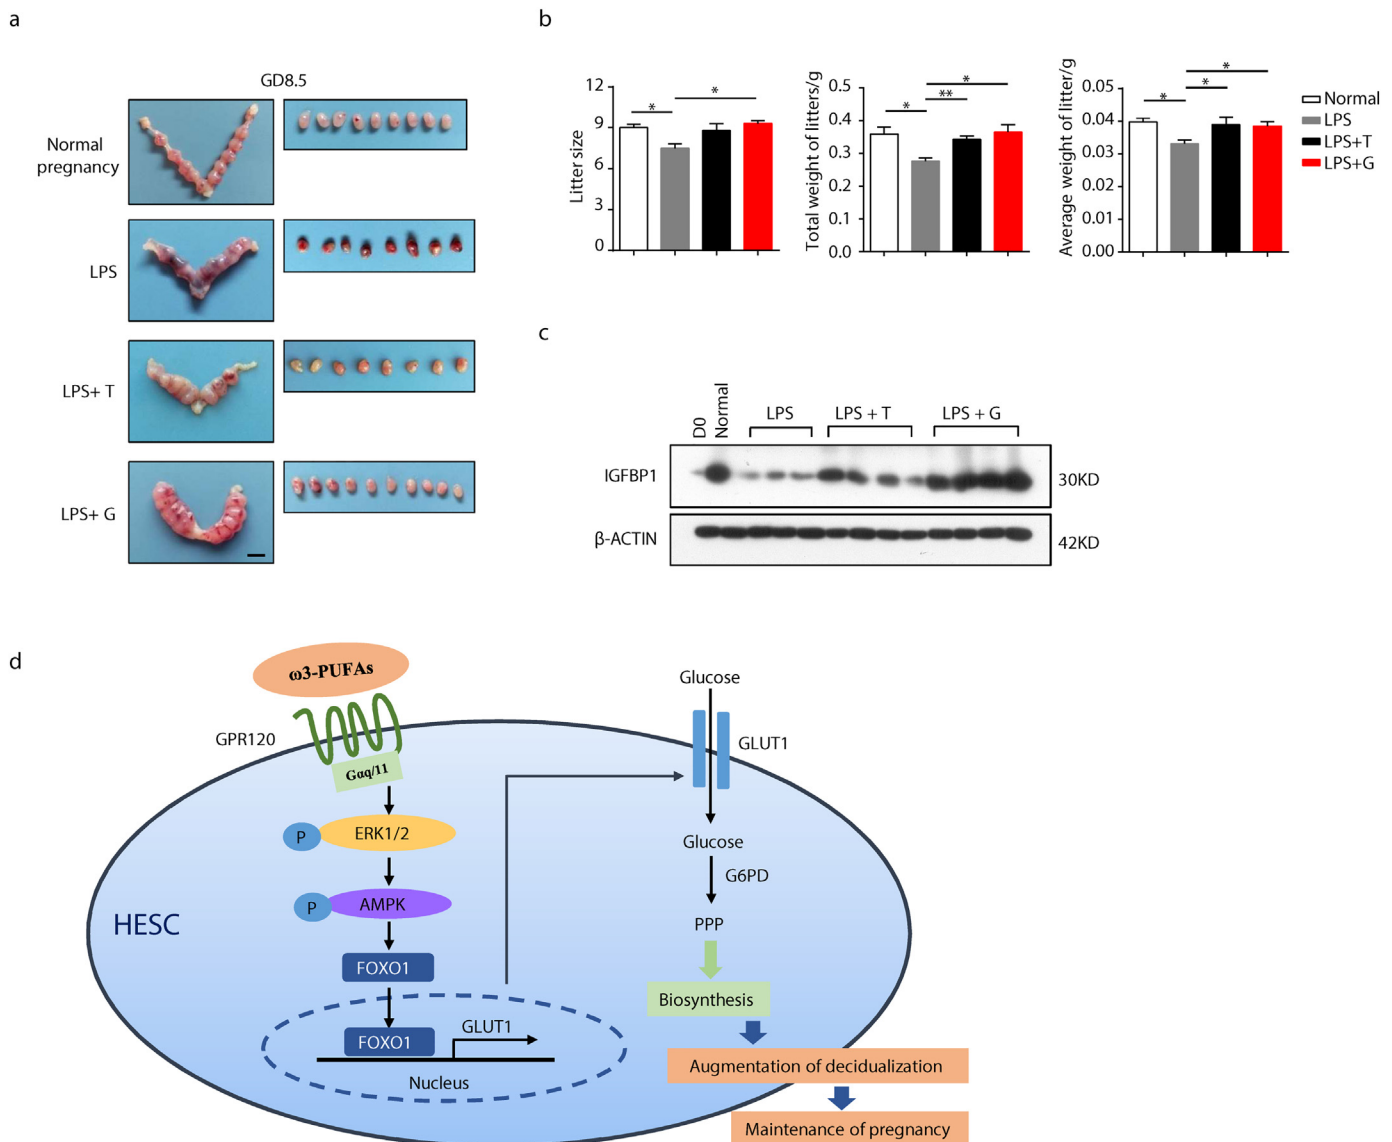 a
GD8.5
Normal
pregnancy
LPS
LPS+ T
LPS+ G
b
12
9
6
3
0
Litter size
*
*
0.5
0.4
0.3
0.2
0.1
0.0
Total weight of litters/g
*
**
*
0.05
0.04
0.03
0.02
0.01
0.00
Average weight of litter/g
*
*
*
Normal
LPS
LPS+T
LPS+G
c
D0
Normal
LPS
LPS + T
LPS + G
IGFBP1
30KD
β-ACTIN
42KD
d
ω3-PUFAs
GPR120
Gαq/11
P
ERK1/2
P
AMPK
HESC
FOXO1
FOXO1
GLUT1
Nucleus
Glucose
GLUT1
Glucose
G6PD
PPP
Biosynthesis
Augmentation of decidualization
Maintenance of pregnancy